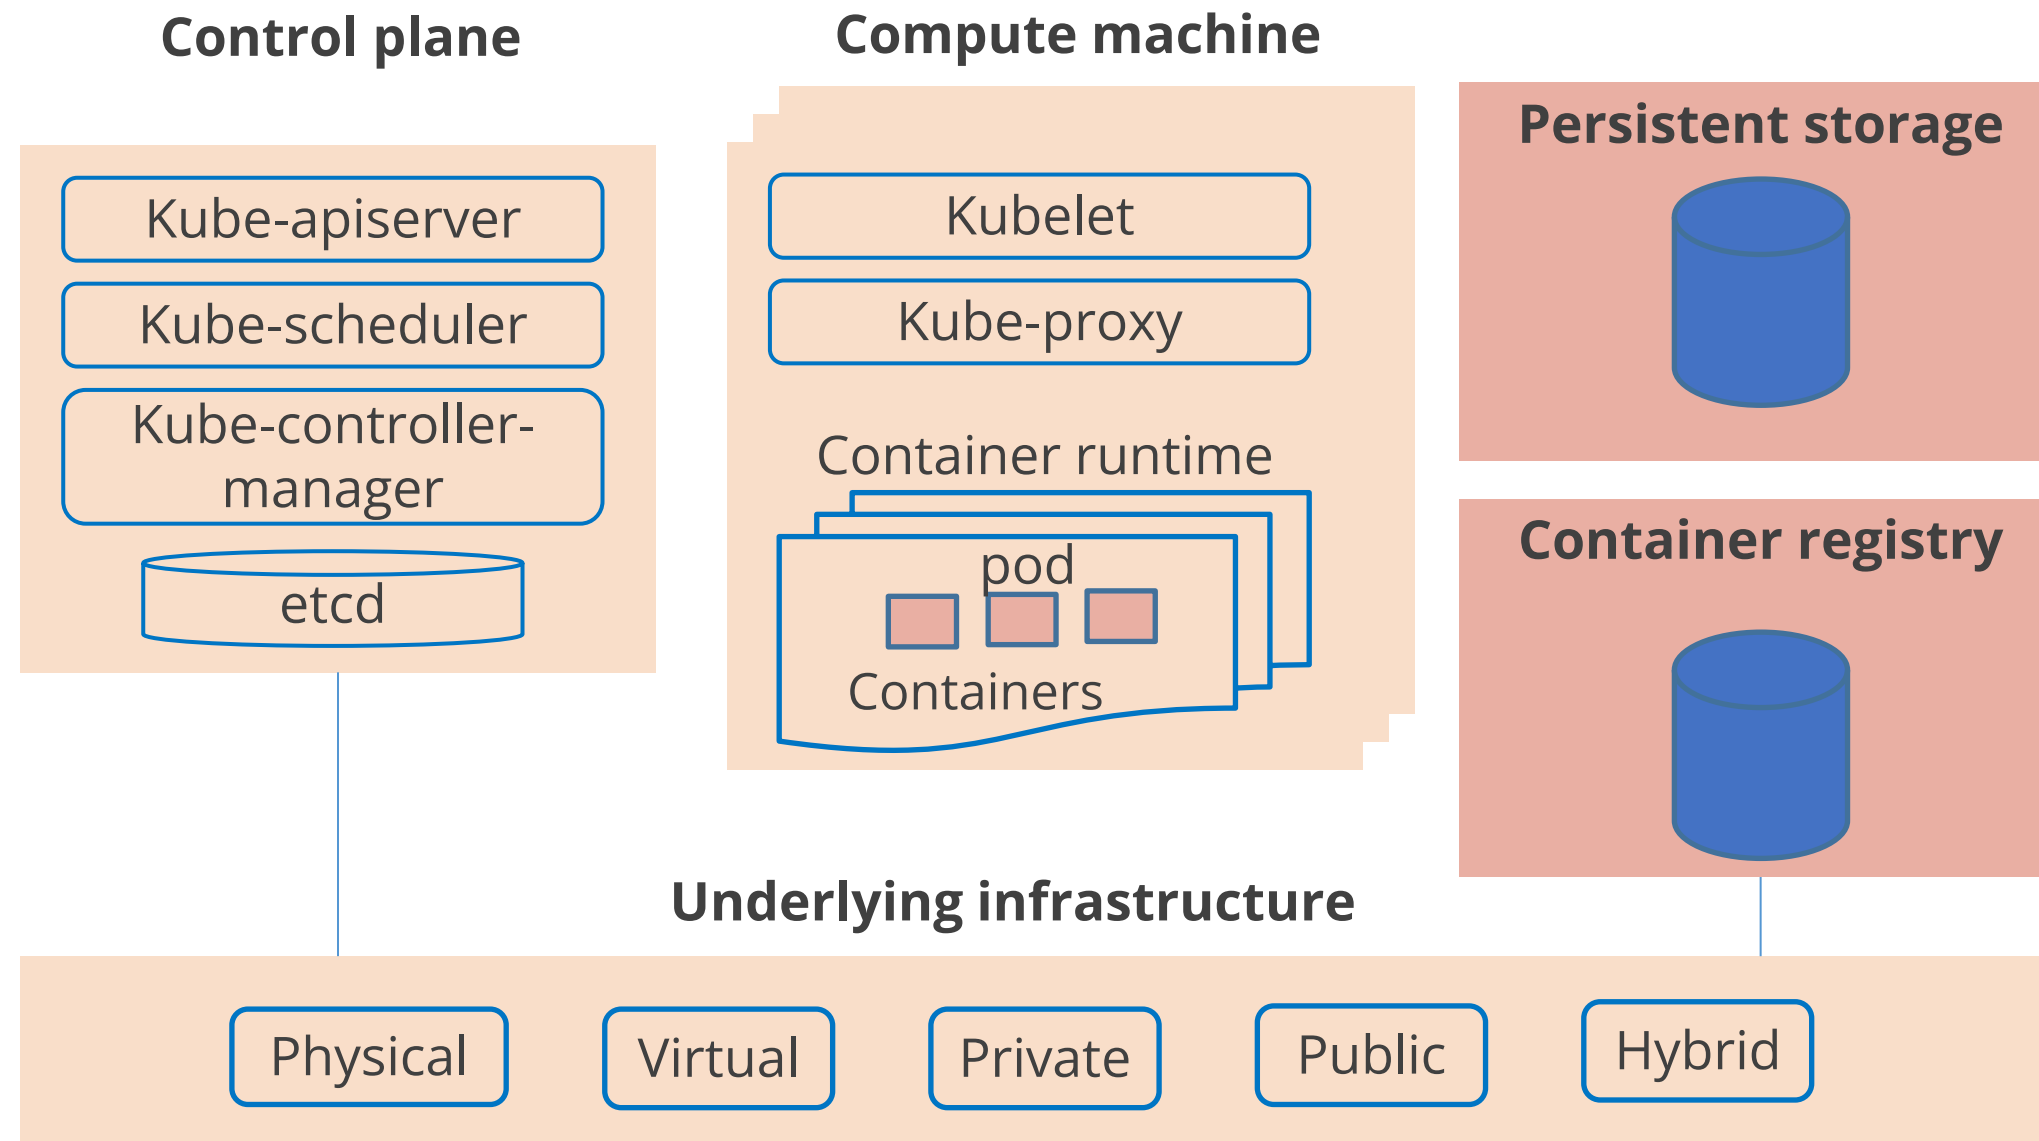 Control plane
Kube-apiserver
Kube-scheduler
Kube-controller-
manager
etcd
Compute machine
Kubelet
Kube-proxy
Container runtime
pod
Containers
Persistent storage
Container registry
Underlying infrastructure
Physical
Virtual
Private
Public
Hybrid